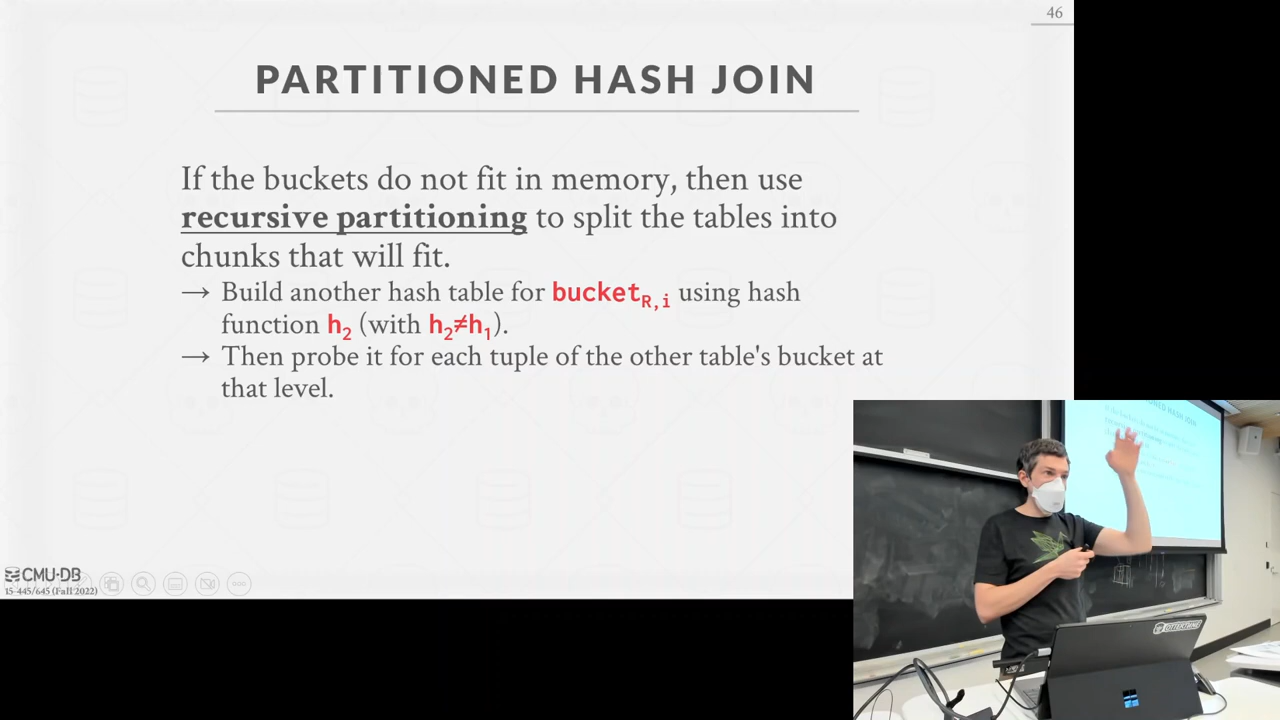 46
PARTITIONED HASH JOIN
If the buckets do not fit in memory, then use
recursive partitioning to split the tables into
chunks that will fit.
→ Build another hash table for bucketR,i using hash
function h2 (with h2≠h1).
→ Then probe it for each tuple of the other table's bucket at
that level.
CMU·DB
15-445/645 (Fall 2022)